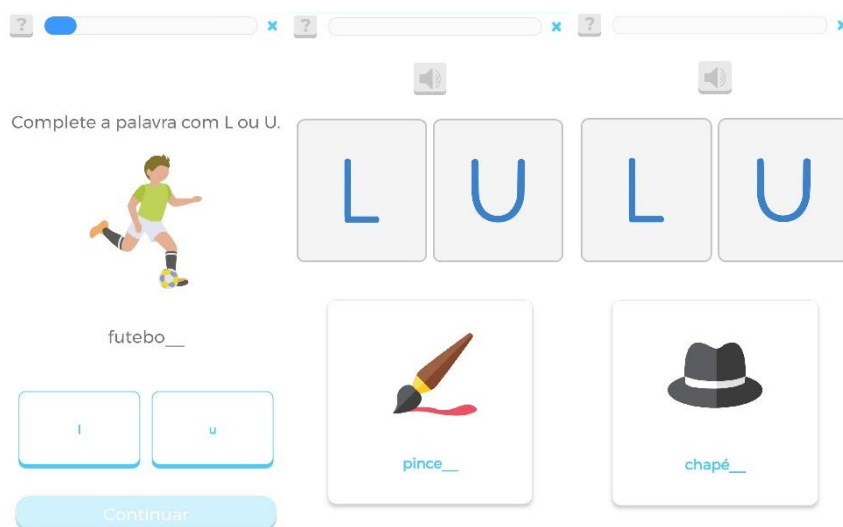 ?
×
Complete a palavra com L ou U.
futebo__
l
u
Continuar
?
×
L
U
pince__
?
×
L
U
chapé__